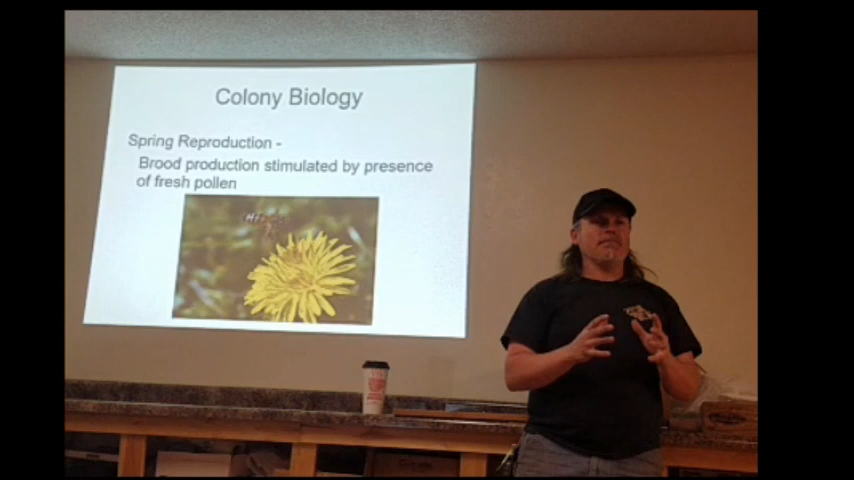 Colony Biology
Spring Reproduction -
Brood production stimulated by presence
of fresh pollen